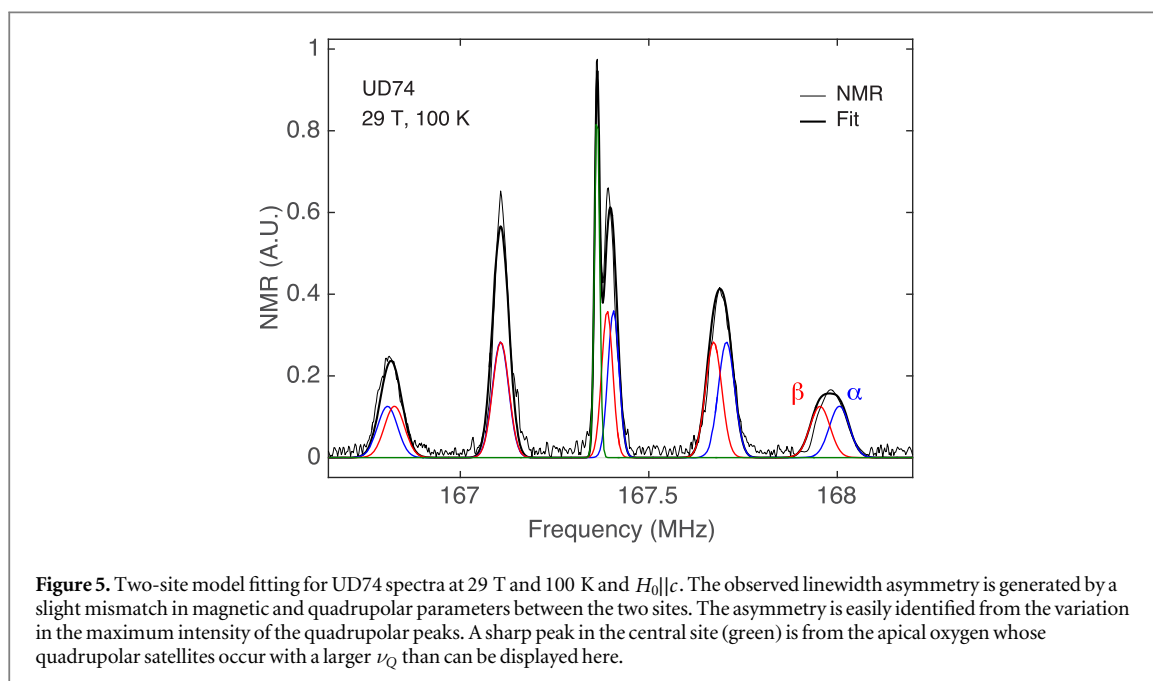 UD74
29 T, 100 K
NMR
Fit
NMR (A.U.)
1
0.8
0.6
0.4
0.2
0
β
α
167
167.5
168
Frequency (MHz)
Figure 5. Two-site model fitting for UD74 spectra at 29 T and 100 K and H₀||c. The observed linewidth asymmetry is generated by a
slight mismatch in magnetic and quadrupolar parameters between the two sites. The asymmetry is easily identified from the variation
in the maximum intensity of the quadrupolar peaks. A sharp peak in the central site (green) is from the apical oxygen whose
quadrupolar satellites occur with a larger ν_Q than can be displayed here.